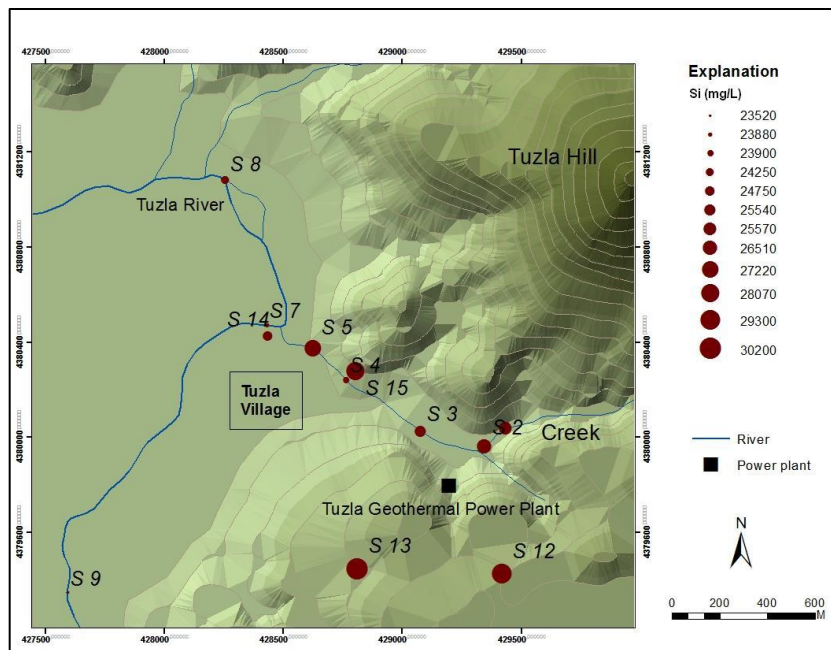 427500 428000 428500 429000 429500
Explanation
Si (mg/L)
23520
23880
23900
24250
24750
25540
25570
26510
27220
28070
29300
30200
River
Power plant
N
0 200 400 600
M
4381200 4381200
4380800 4380800
4380400 4380400
4380000 4380000
4379600 4379600
Tuzla Hill
S 8
Tuzla River
S 7
S 14
S 5
S 4
S 15
Tuzla
Village
S 3
S 2
Creek
Tuzla Geothermal Power Plant
S 13
S 12
S 9
427500 428000 428500 429000 429500